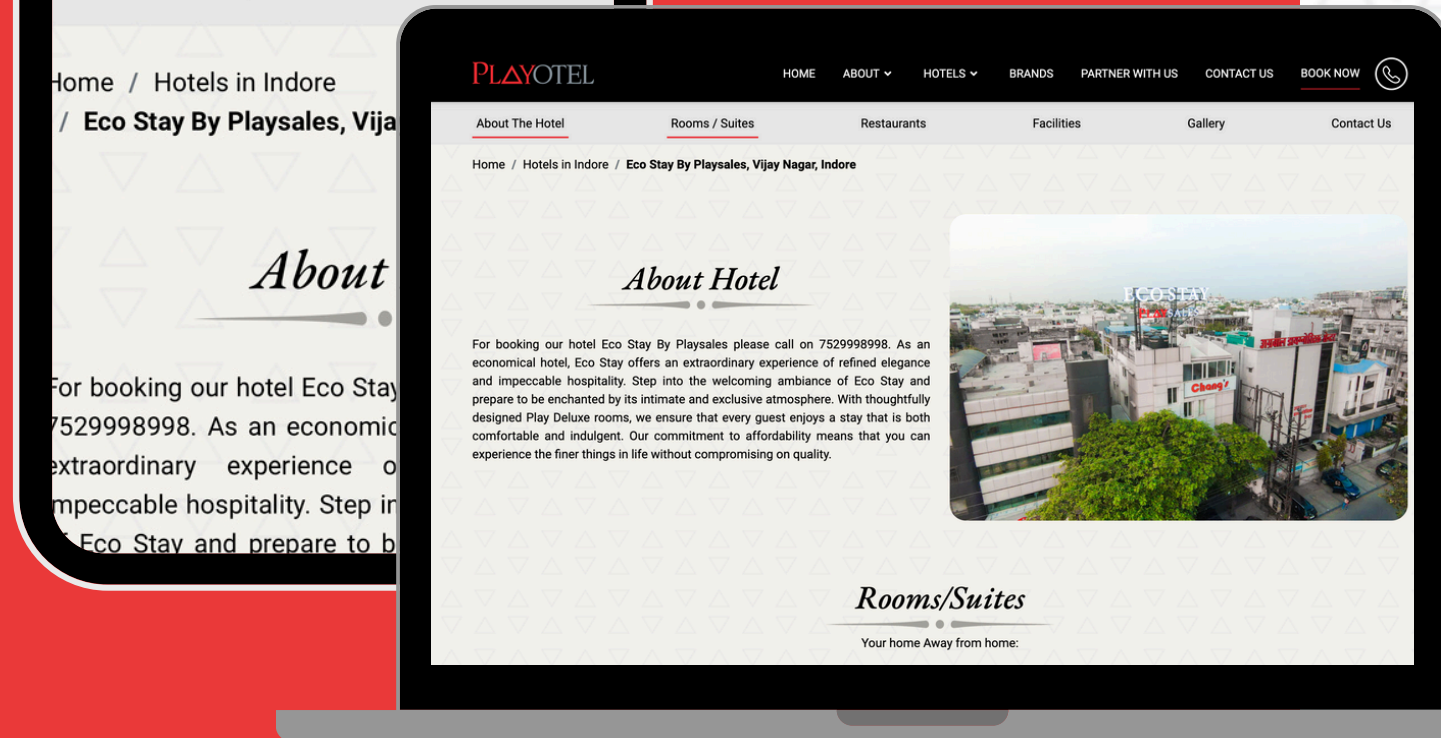 Home / Hotels in Indore
/ Eco Stay By Playsales, Vija
About
For booking our hotel Eco Stay
7529998998. As an economic
extraordinary experience o
mpeccable hospitality. Step in
Eco Stay and prepare to b
PLAYOTEL
HOME ABOUT HOTELS BRANDS PARTNER WITH US CONTACT US BOOK NOW
About The Hotel Rooms / Suites Restaurants Facilities Gallery Contact Us
Home / Hotels in Indore / Eco Stay By Playsales, Vijay Nagar, Indore
About Hotel
For booking our hotel Eco Stay By Playsales please call on 7529998998. As an
economical hotel, Eco Stay offers an extraordinary experience of refined elegance
and impeccable hospitality. Step into the welcoming ambiance of Eco Stay and
prepare to be enchanted by its intimate and exclusive atmosphere. With thoughtfully
designed Play Deluxe rooms, we ensure that every guest enjoys a stay that is both
comfortable and indulgent. Our commitment to affordability means that you can
experience the finer things in life without compromising on quality.
ECO STAY
PLAYSALES
Chang's
Rooms/Suites
Your home Away from home: